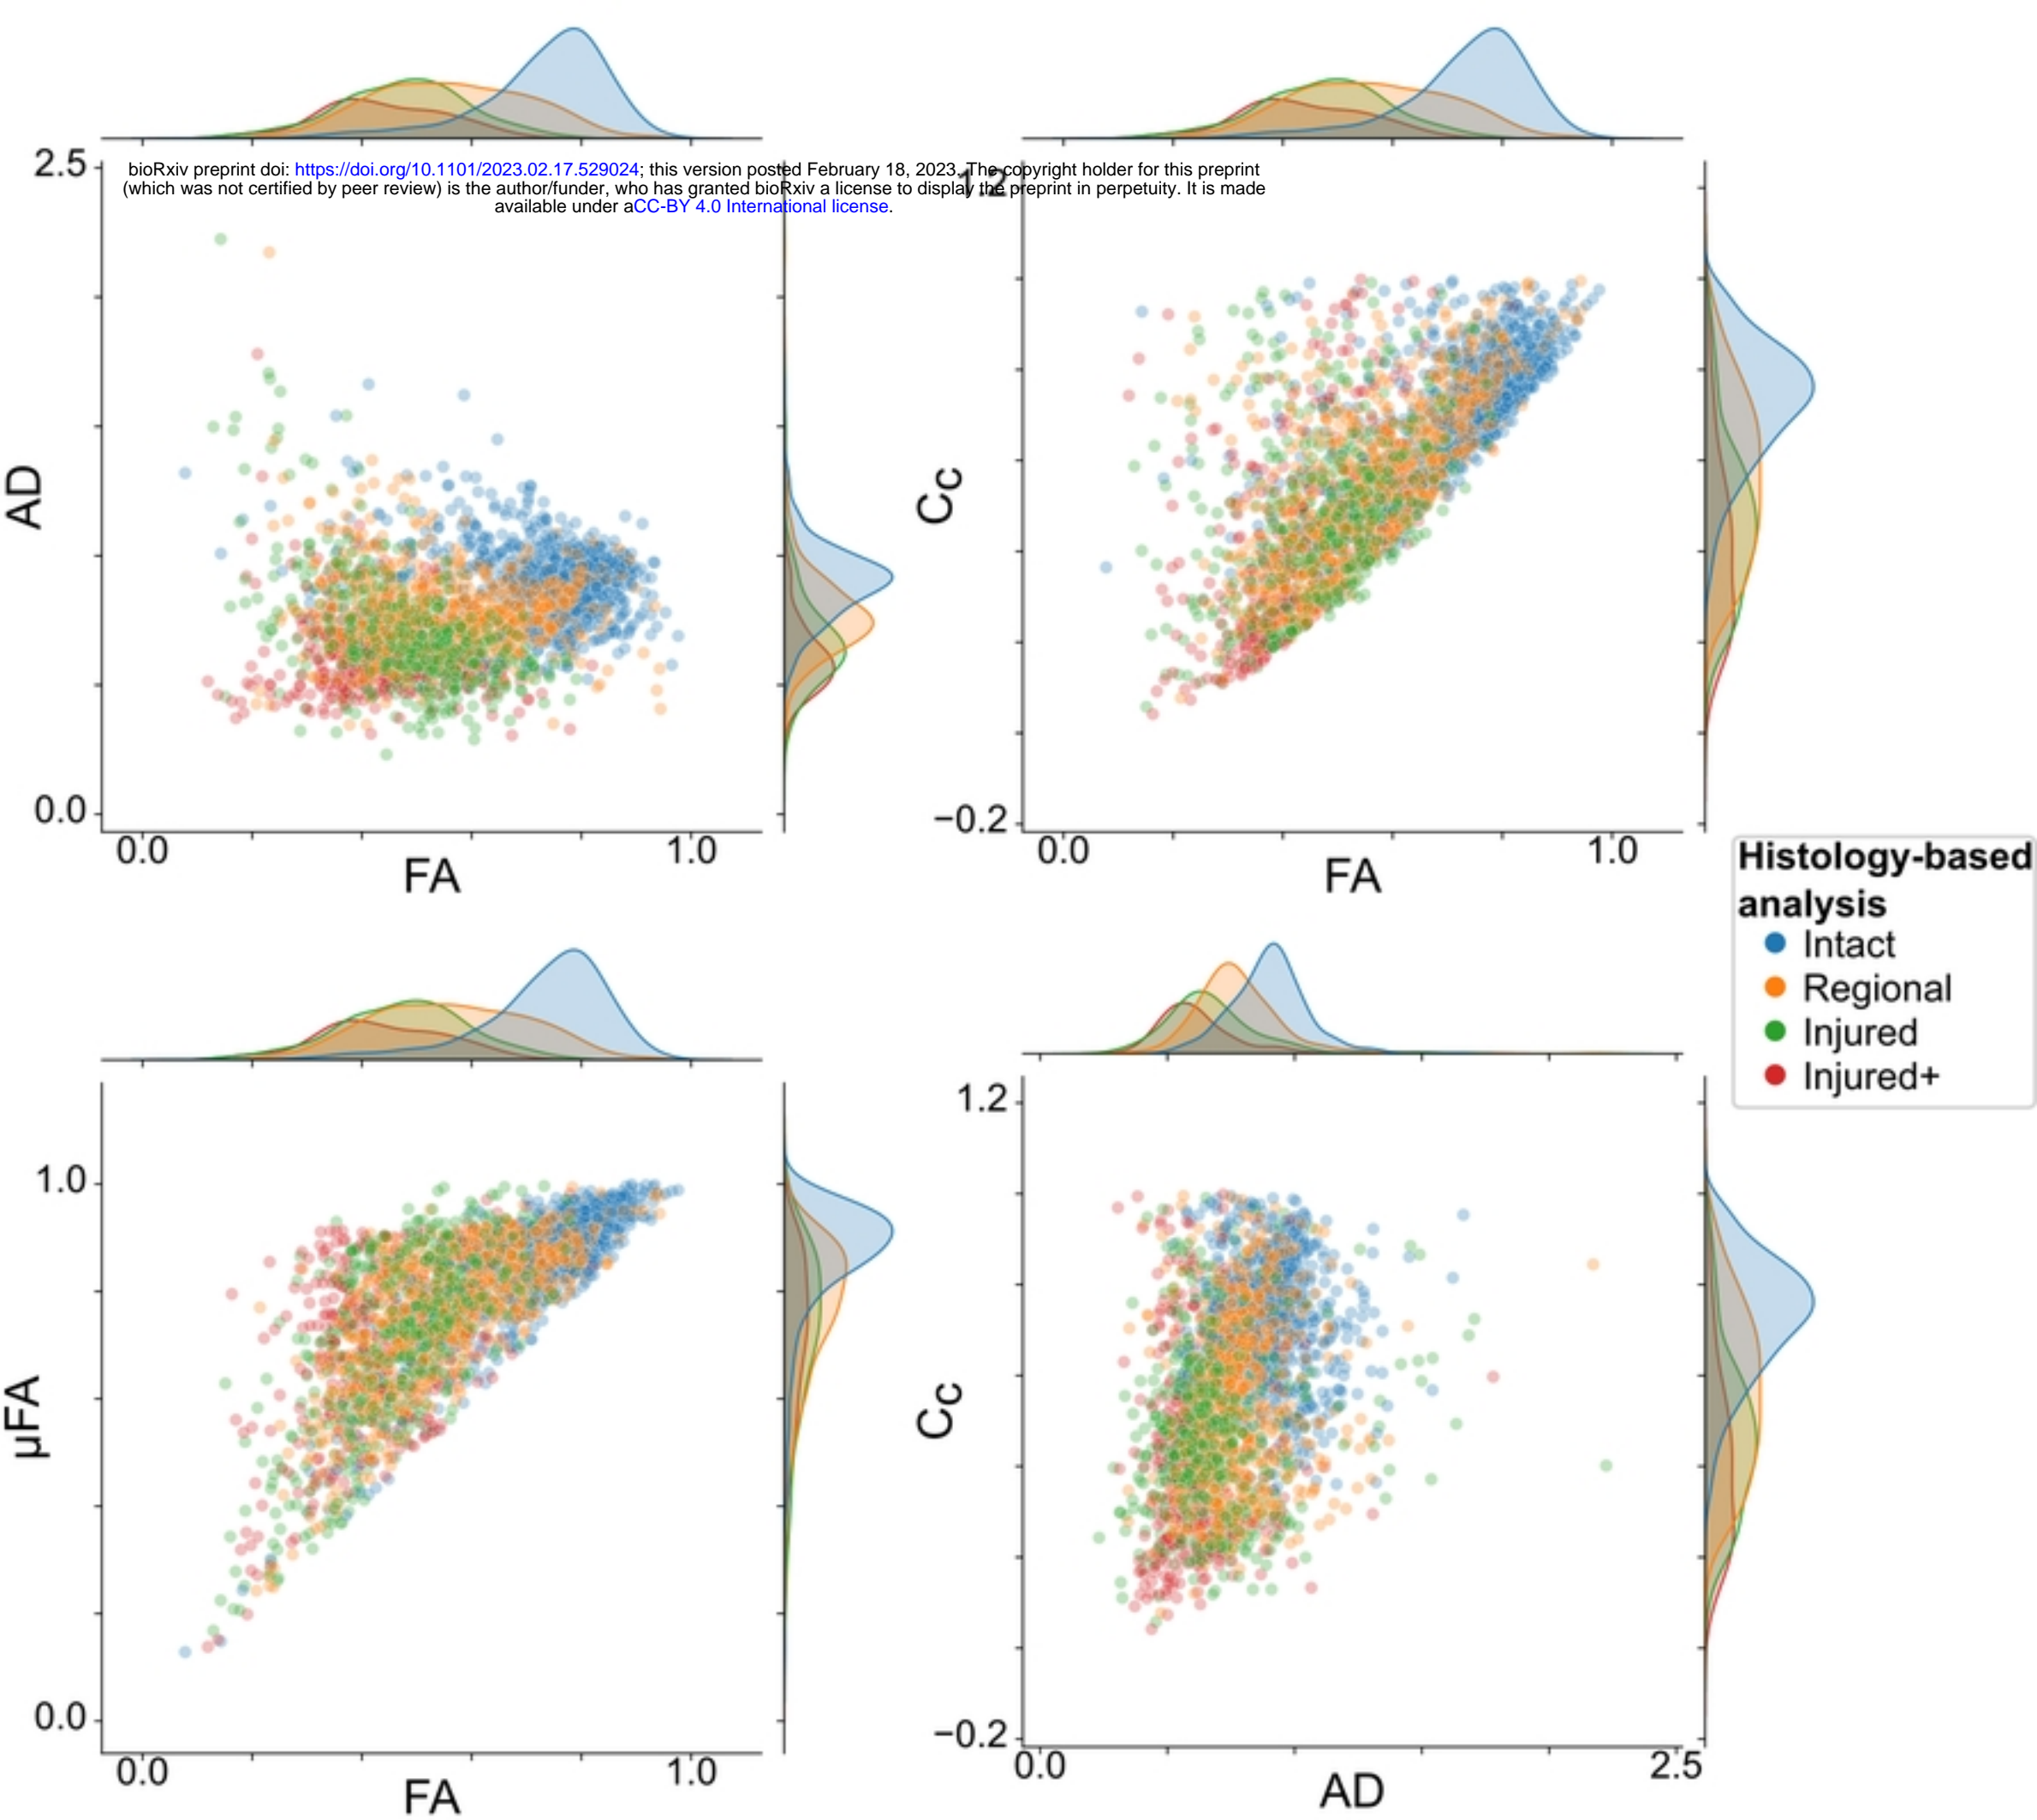 bioRxiv preprint doi: https://doi.org/10.1101/2023.02.17.529024; this version posted February 18, 2023. The copyright holder for this preprint
(which was not certified by peer review) is the author/funder, who has granted bioRxiv a license to display the preprint in perpetuity. It is made
available under aCC-BY 4.0 International license.
2.5
AD
0.0
0.0
1.0
FA
1.2
Cc
−0.2
0.0
1.0
FA
Histology-based
analysis
Intact
Regional
Injured
Injured+
1.0
µFA
0.0
0.0
1.0
FA
1.2
Cc
−0.2
0.0
2.5
AD